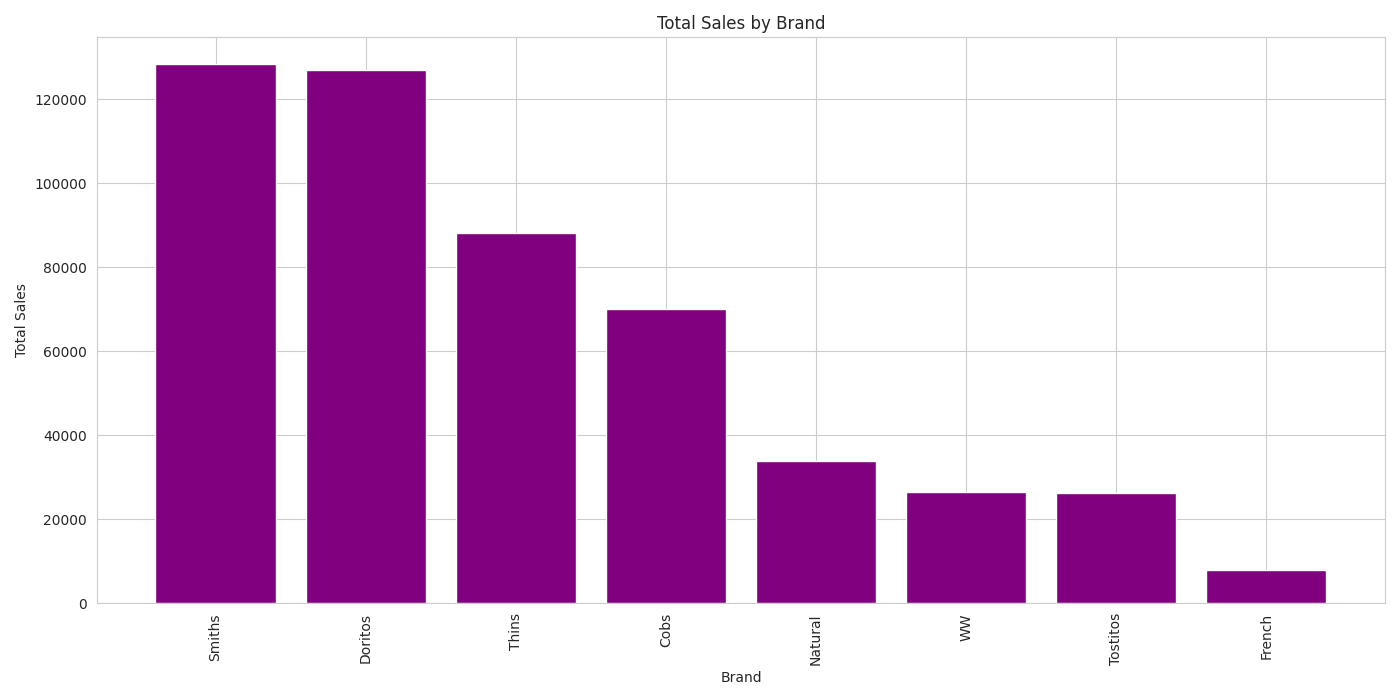 Total Sales by Brand
Total Sales
120000
100000
80000
60000
40000
20000
0
Smiths
Doritos
Thins
Cobs
Natural
WW
Tostitos
French
Brand